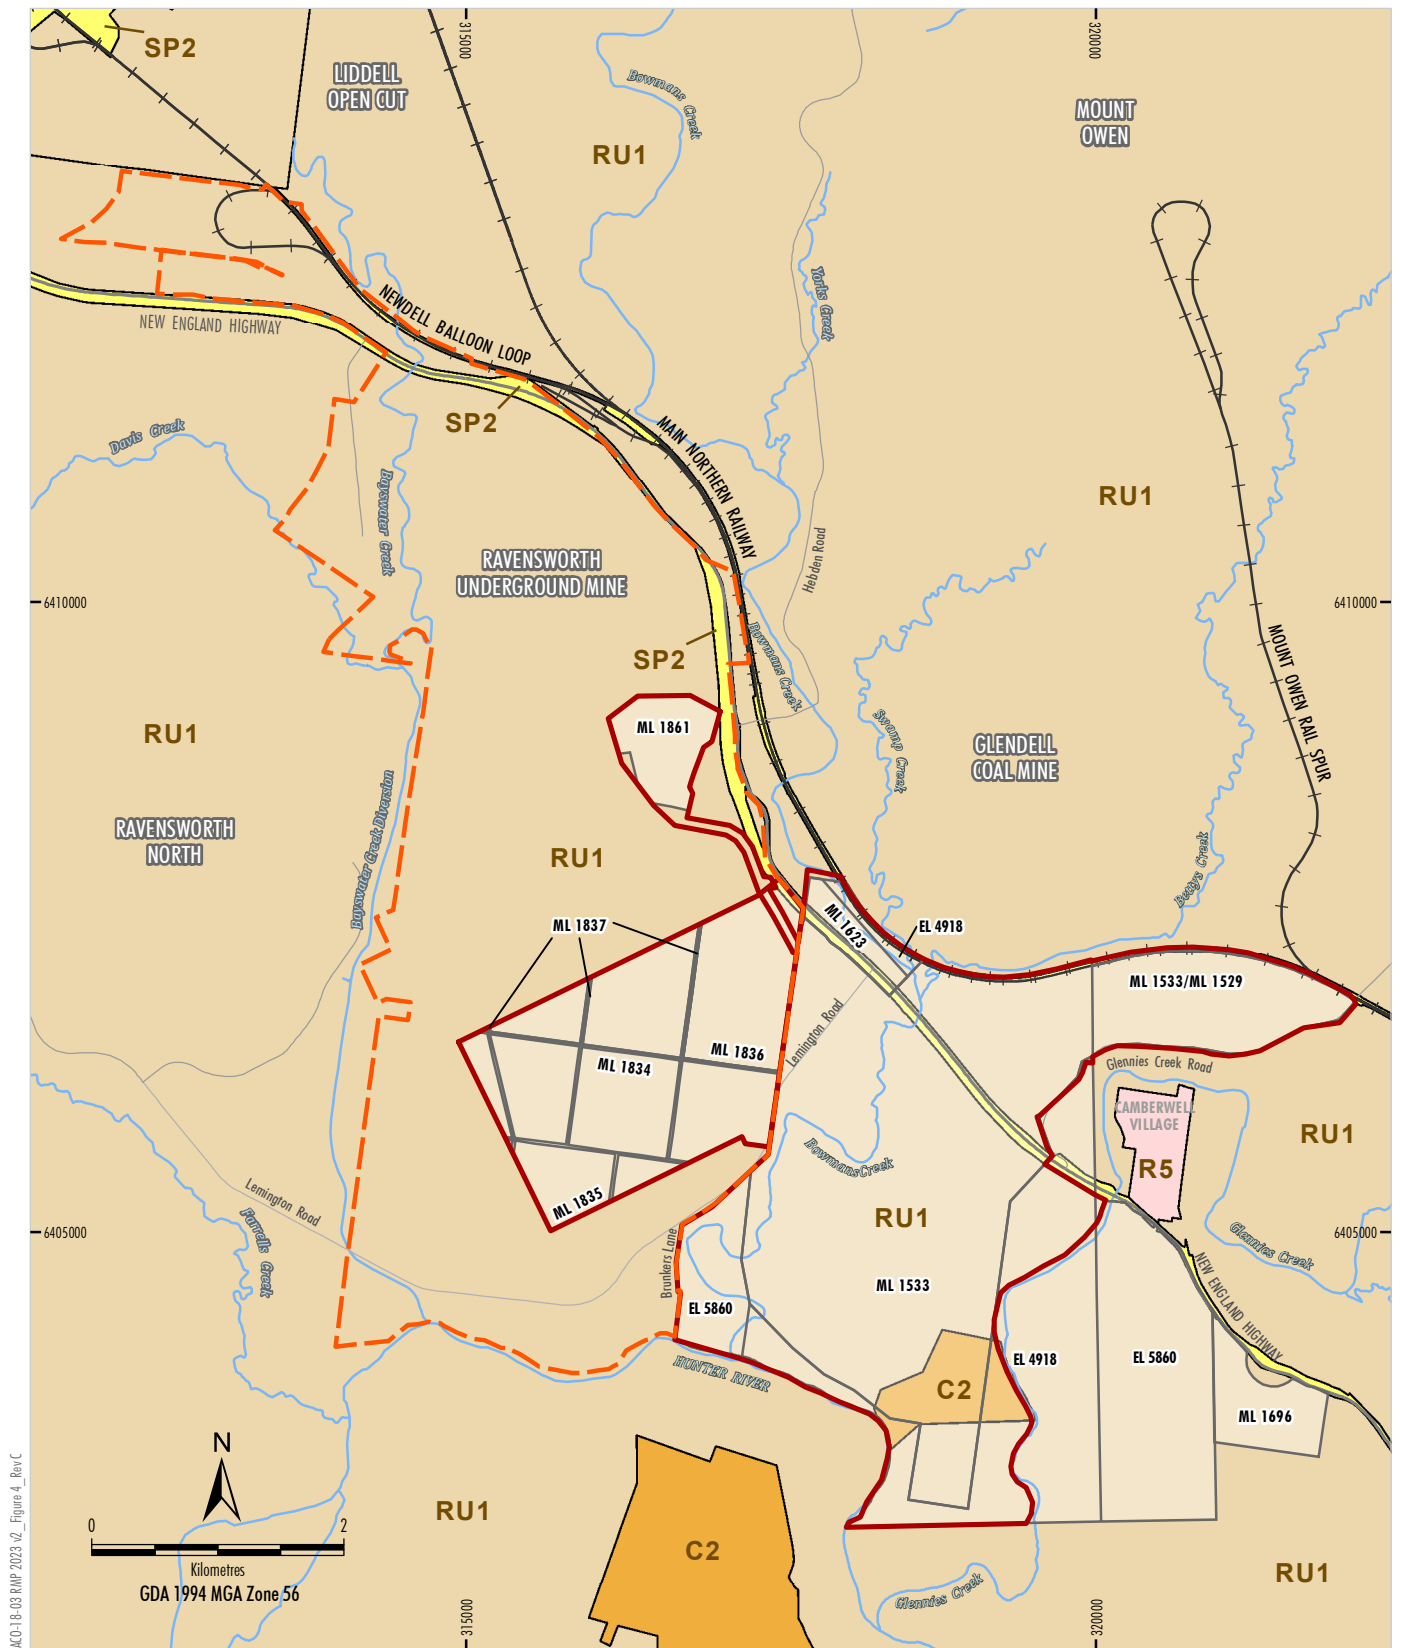 315000
320000
SP2
LIDDELL
OPEN CUT
Bowmans Creek
MOUNT
OWEN
RU1
Yorks Creek
NEWDELL BALLOON LOOP
NEW ENGLAND HIGHWAY
SP2
Davis Creek
MAIN NORTHERN RAILWAY
Bayswater Creek
RU1
RAVENSWORTH
UNDERGROUND MINE
Hebden Road
6410000
6410000
SP2
Bowmans Creek
MOUNT OWEN RAIL SPUR
RU1
ML 1861
Swamp Creek
GLENDELL
COAL MINE
RAVENSWORTH
NORTH
Bayswater Creek Diversion
RU1
Bettys Creek
ML 1837
ML 1623
EL 4918
ML 1533/ML 1529
Lemington Road
ML 1836
ML 1834
Glennies Creek Road
CAMBERWELL
VILLAGE
RU1
Bowmans Creek
R5
Lemington Road
ML 1835
RU1
Farrells Creek
6405000
6405000
Glennies Creek
Brunkers Lane
NEW ENGLAND HIGHWAY
ML 1533
EL 5860
EL 4918
EL 5860
HUNTER RIVER
C2
ML 1696
N
RU1
C2
0
2
Kilometres
GDA 1994 MGA Zone 56
RU1
Glennies Creek
315000
320000
ACO-18-03 RMP 2023 v2_Figure 4_Rev C